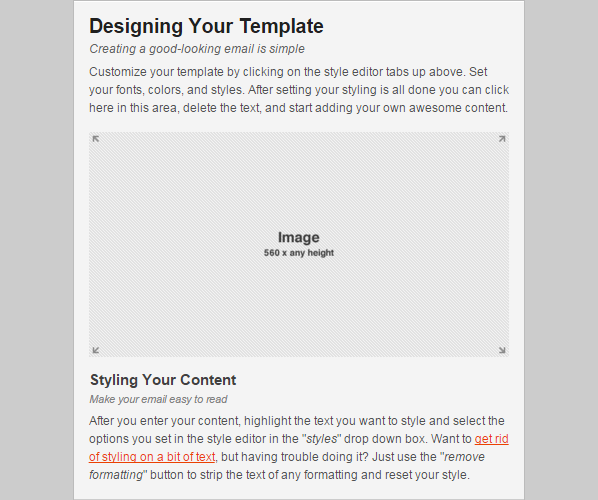 Designing Your Template
Creating a good-looking email is simple
Customize your template by clicking on the style editor tabs up above. Set
your fonts, colors, and styles. After setting your styling is all done you can click
here in this area, delete the text, and start adding your own awesome content.
Image
560 x any height
Styling Your Content
Make your email easy to read
After you enter your content, highlight the text you want to style and select the
options you set in the style editor in the "styles" drop down box. Want to get rid
of styling on a bit of text, but having trouble doing it? Just use the "remove
formatting" button to strip the text of any formatting and reset your style.